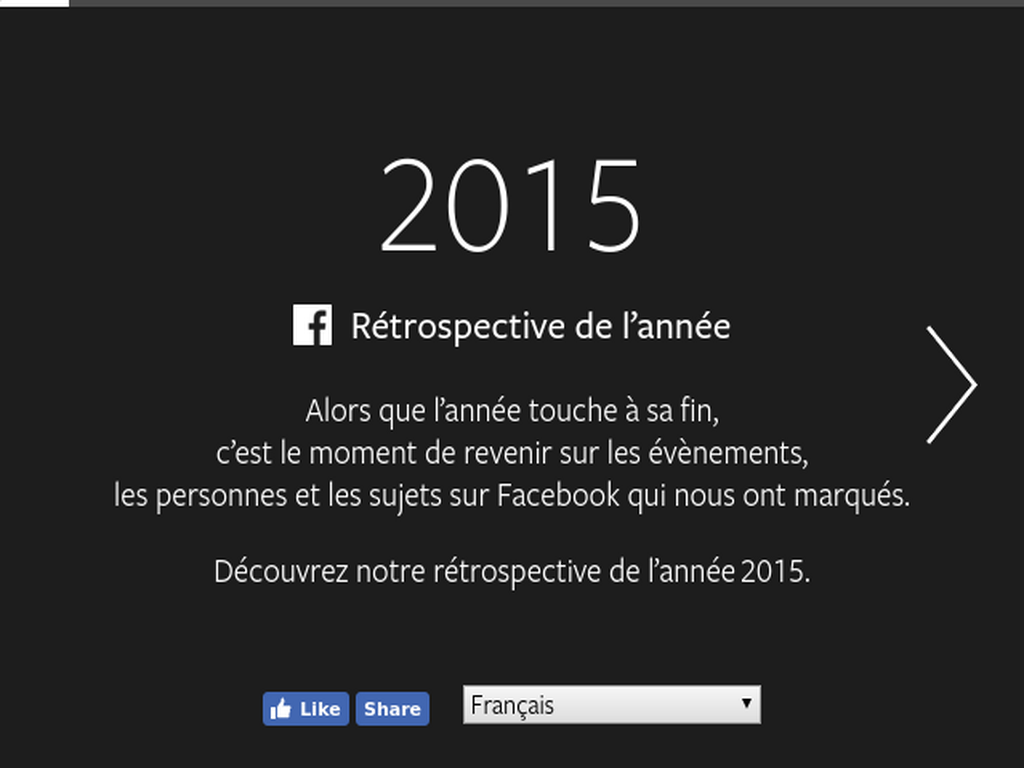 2015
Rétrospective de l’année
Alors que l’année touche à sa fin,
c’est le moment de revenir sur les évènements,
les personnes et les sujets sur Facebook qui nous ont marqués.
Découvrez notre rétrospective de l’année 2015.
Like Share Français